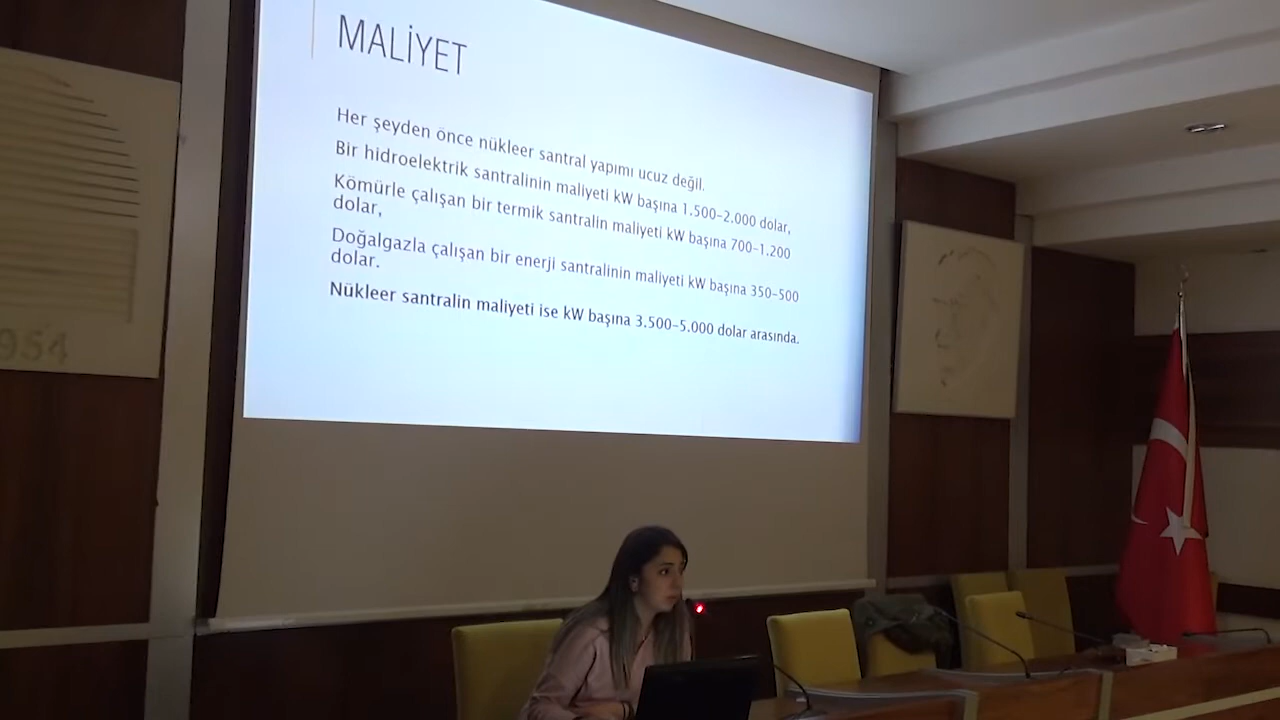 MALİYET
Her şeyden önce nükleer santral yapımı ucuz değil.
Bir hidroelektrik santralinin maliyeti kW başına 1.500-2.000 dolar,
Kömürle çalışan bir termik santralin maliyeti kW başına 700-1.200
dolar,
Doğalgazla çalışan bir enerji santralinin maliyeti kW başına 350-500
dolar.
Nükleer santralin maliyeti ise kW başına 3.500-5.000 dolar arasında.
954